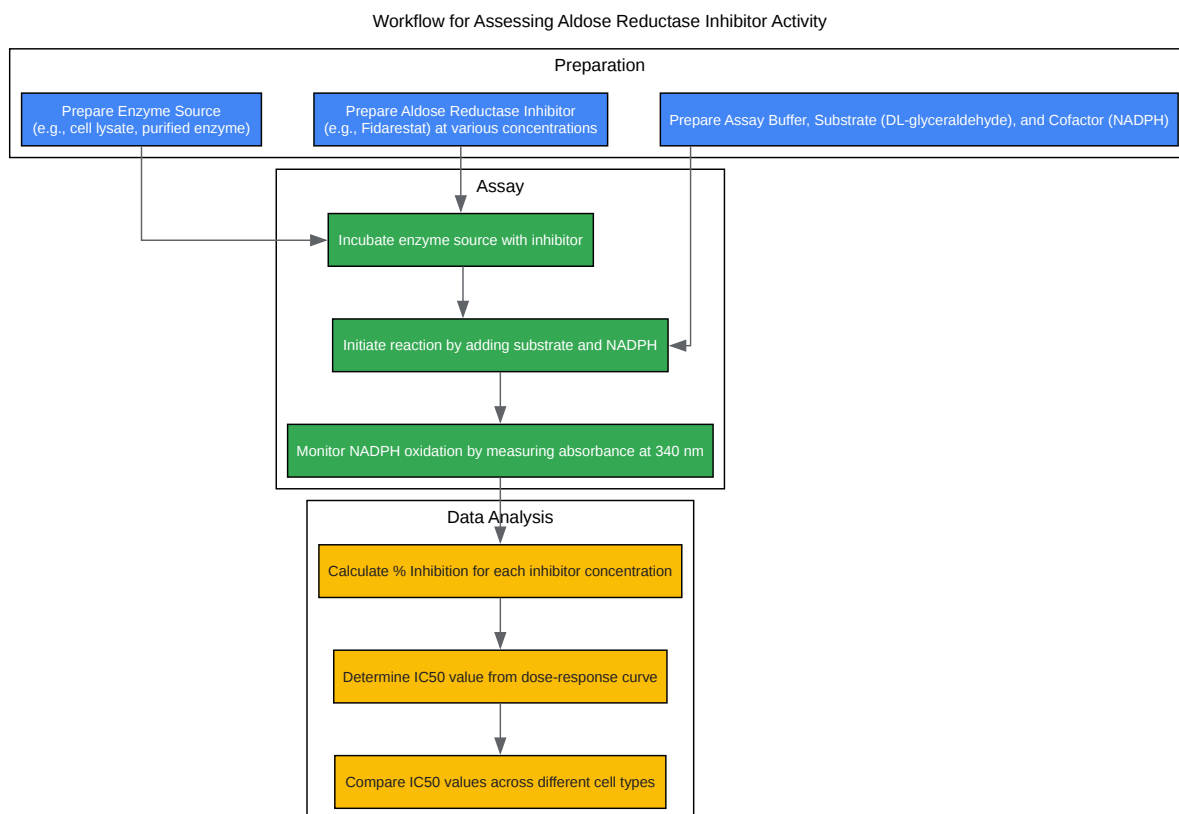 Workflow for Assessing Aldose Reductase Inhibitor Activity
Preparation
Prepare Enzyme Source
(e.g., cell lysate, purified enzyme)
Prepare Aldose Reductase Inhibitor
(e.g., Fidarestat) at various concentrations
Prepare Assay Buffer, Substrate (DL-glyceraldehyde), and Cofactor (NADPH)
Assay
Incubate enzyme source with inhibitor
Initiate reaction by adding substrate and NADPH
Monitor NADPH oxidation by measuring absorbance at 340 nm
Data Analysis
Calculate % Inhibition for each inhibitor concentration
Determine IC50 value from dose-response curve
Compare IC50 values across different cell types